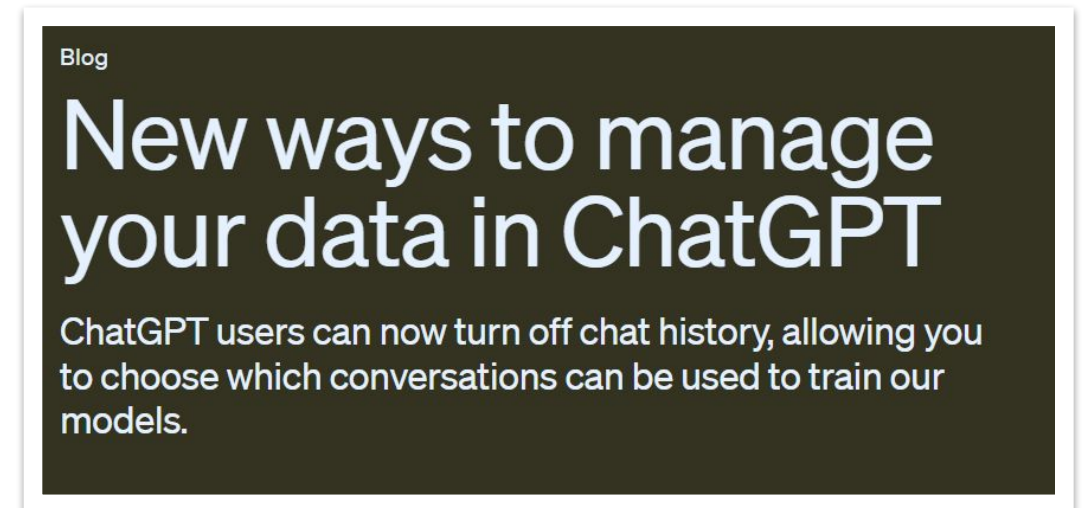 Blog
New ways to manage
your data in ChatGPT
ChatGPT users can now turn off chat history, allowing you
to choose which conversations can be used to train our
models.